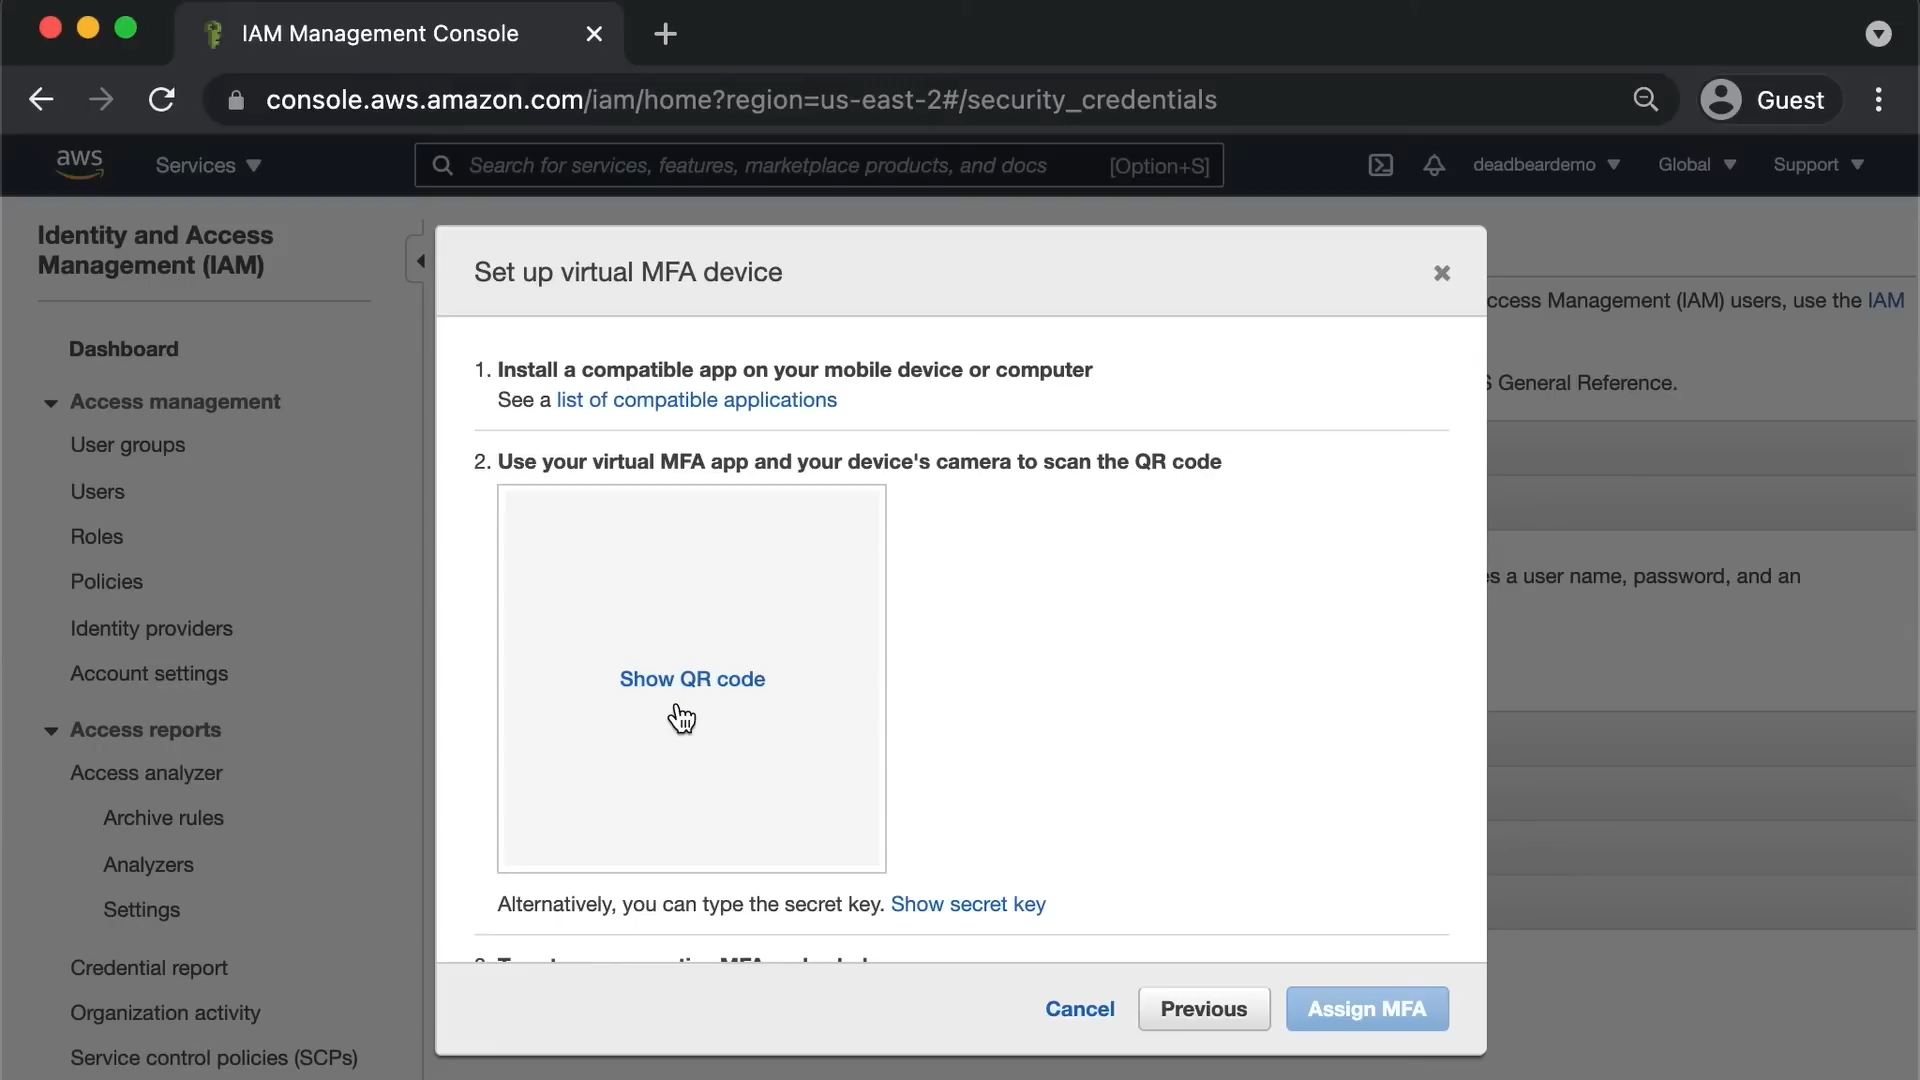 IAM Management Console
console.aws.amazon.com/iam/home?region=us-east-2#/security_credentials
Guest
aws
Services
Search for services, features, marketplace products, and docs
[Option+S]
deadbeardemo
Global
Support
Identity and Access
Management (IAM)
Dashboard
Access management
User groups
Users
Roles
Policies
Identity providers
Account settings
Access reports
Access analyzer
Archive rules
Analyzers
Settings
Credential report
Organization activity
Service control policies (SCPs)
Set up virtual MFA device
1. Install a compatible app on your mobile device or computer
See a list of compatible applications
2. Use your virtual MFA app and your device's camera to scan the QR code
Show QR code
Alternatively, you can type the secret key. Show secret key
Cancel
Previous
Assign MFA
ccess Management (IAM) users, use the IAM
S General Reference.
es a user name, password, and an